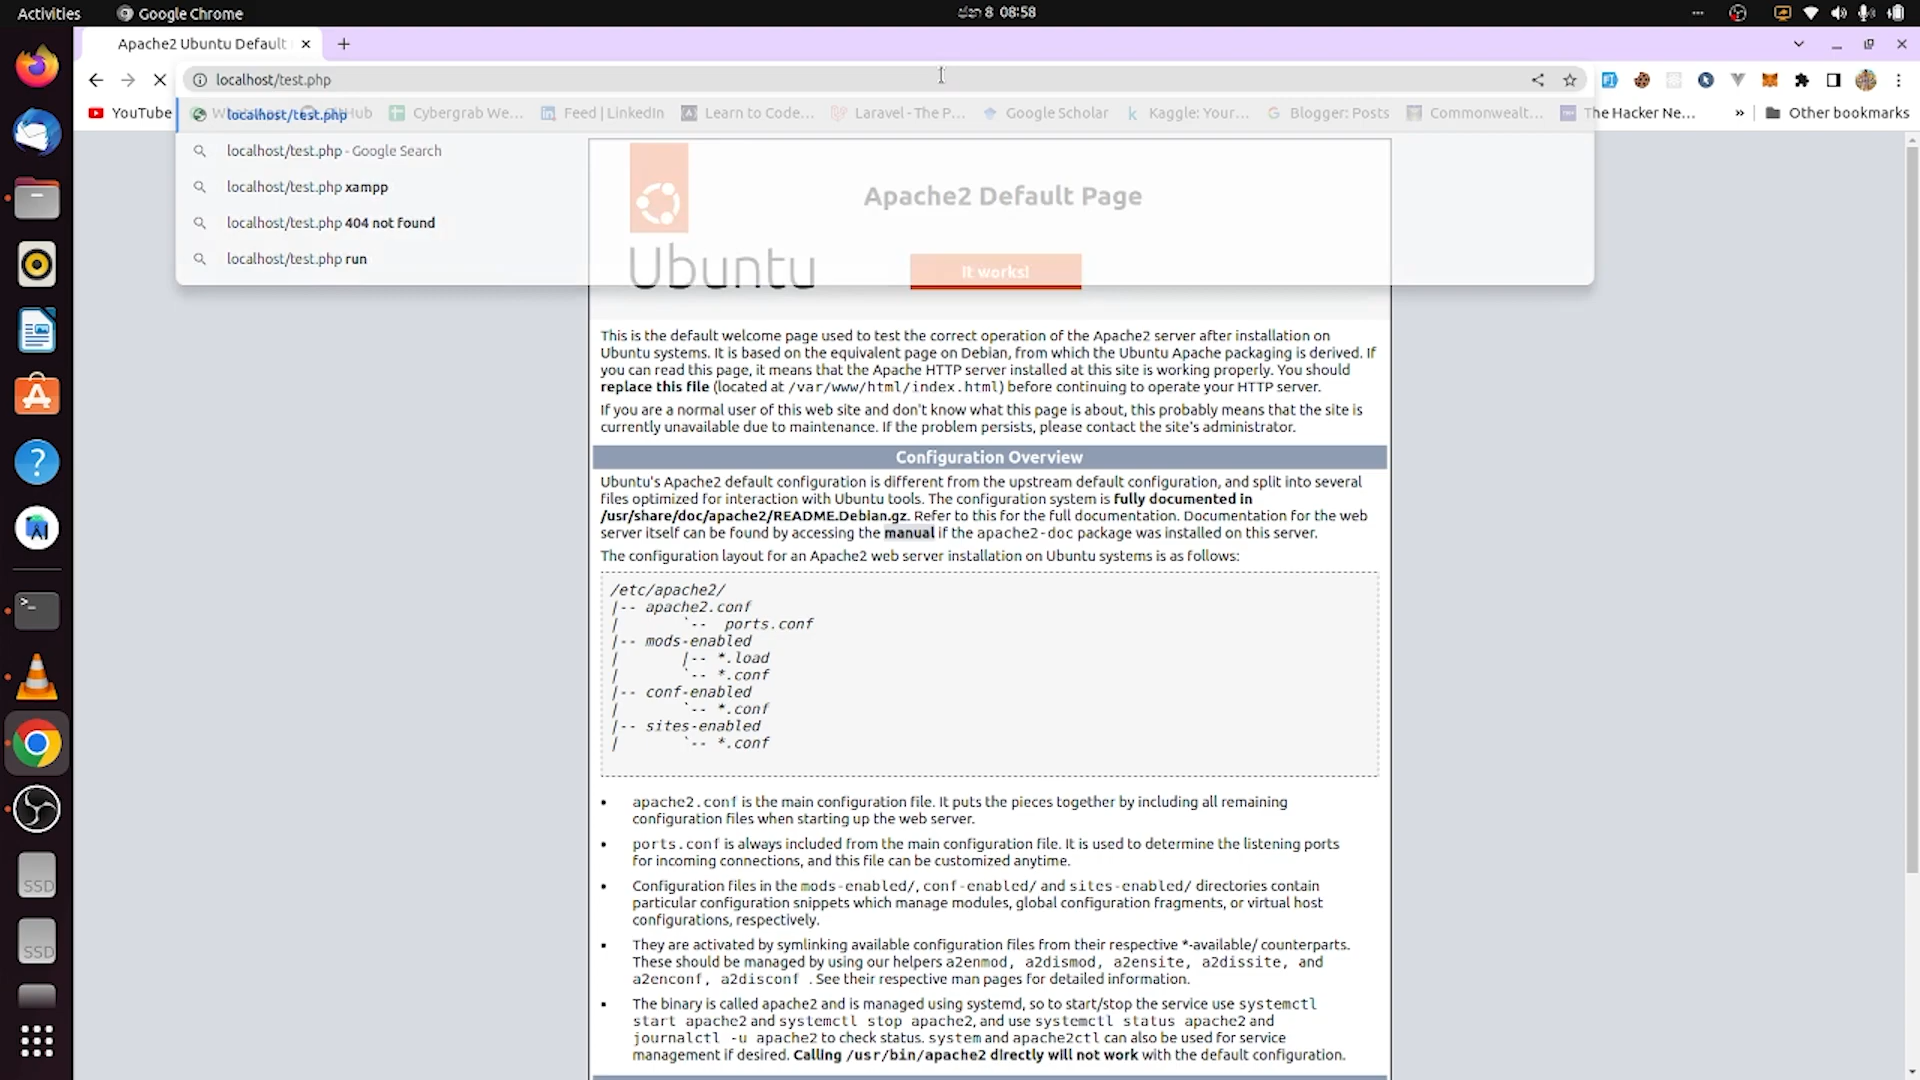 Activities
Google Chrome
ජන 8 08:58
Apache2 Ubuntu Default
localhost/test.php
YouTube
GitHub
Cybergrab We...
Feed | LinkedIn
Learn to Code...
Laravel - The P...
Google Scholar
Kaggle: Your...
Blogger: Posts
Commonwealt...
The Hacker Ne...
»
Other bookmarks
localhost/test.php
localhost/test.php - Google Search
localhost/test.php xampp
localhost/test.php 404 not found
localhost/test.php run
Apache2 Default Page
Ubuntu
It works!
This is the default welcome page used to test the correct operation of the Apache2 server after installation on
Ubuntu systems. It is based on the equivalent page on Debian, from which the Ubuntu Apache packaging is derived. If
you can read this page, it means that the Apache HTTP server installed at this site is working properly. You should
replace this file (located at /var/www/html/index.html) before continuing to operate your HTTP server.
If you are a normal user of this web site and don't know what this page is about, this probably means that the site is
currently unavailable due to maintenance. If the problem persists, please contact the site's administrator.
Configuration Overview
Ubuntu's Apache2 default configuration is different from the upstream default configuration, and split into several
files optimized for interaction with Ubuntu tools. The configuration system is fully documented in
/usr/share/doc/apache2/README.Debian.gz. Refer to this for the full documentation. Documentation for the web
server itself can be found by accessing the manual if the apache2-doc package was installed on this server.
The configuration layout for an Apache2 web server installation on Ubuntu systems is as follows:
/etc/apache2/
|-- apache2.conf
|       `--  ports.conf
|-- mods-enabled
|       |-- *.load
|       `-- *.conf
|-- conf-enabled
|       `-- *.conf
|-- sites-enabled
|       `-- *.conf
• apache2.conf is the main configuration file. It puts the pieces together by including all remaining
configuration files when starting up the web server.
• ports.conf is always included from the main configuration file. It is used to determine the listening ports
for incoming connections, and this file can be customized anytime.
• Configuration files in the mods-enabled/, conf-enabled/ and sites-enabled/ directories contain
particular configuration snippets which manage modules, global configuration fragments, or virtual host
configurations, respectively.
• They are activated by symlinking available configuration files from their respective *-available/ counterparts.
These should be managed by using our helpers a2enmod, a2dismod, a2ensite, a2dissite, and
a2enconf, a2disconf . See their respective man pages for detailed information.
• The binary is called apache2 and is managed using systemd, so to start/stop the service use systemctl
start apache2 and systemctl stop apache2, and use systemctl status apache2 and
journalctl -u apache2 to check status. system and apache2ctl can also be used for service
management if desired. Calling /usr/bin/apache2 directly will not work with the default configuration.
SSD
SSD